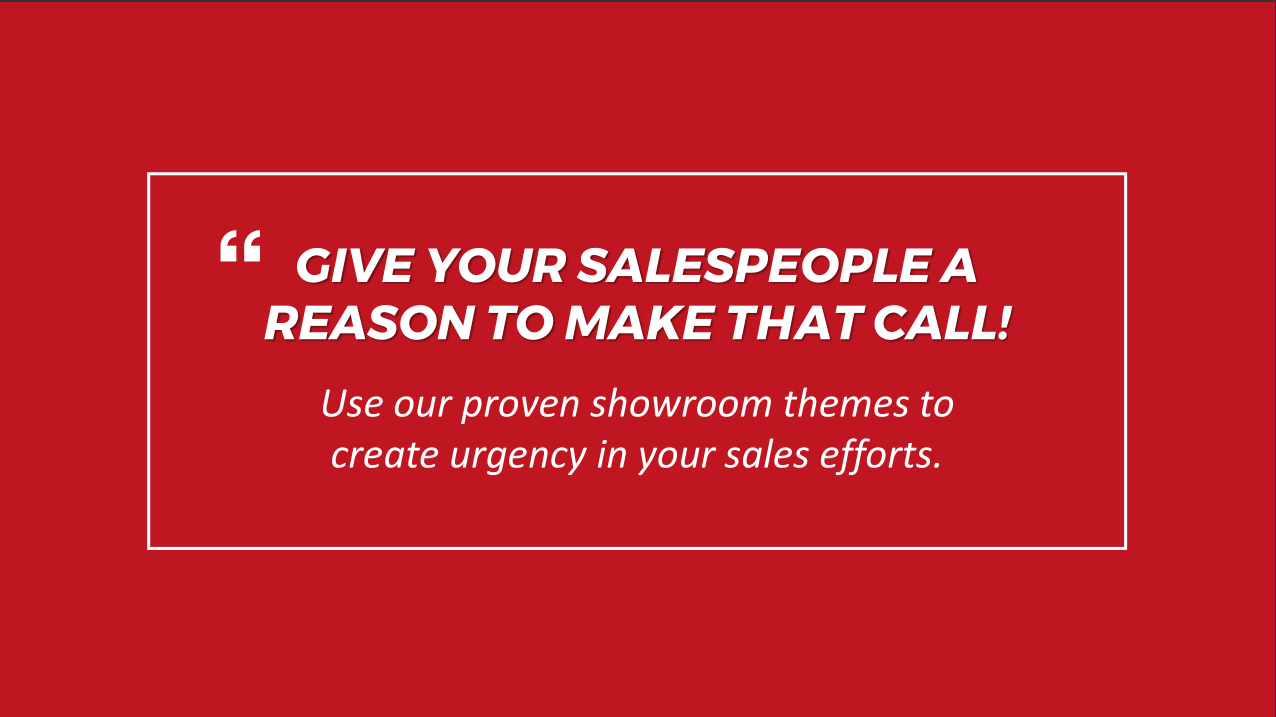 “ GIVE YOUR SALESPEOPLE A
REASON TO MAKE THAT CALL!
Use our proven showroom themes to
create urgency in your sales efforts.